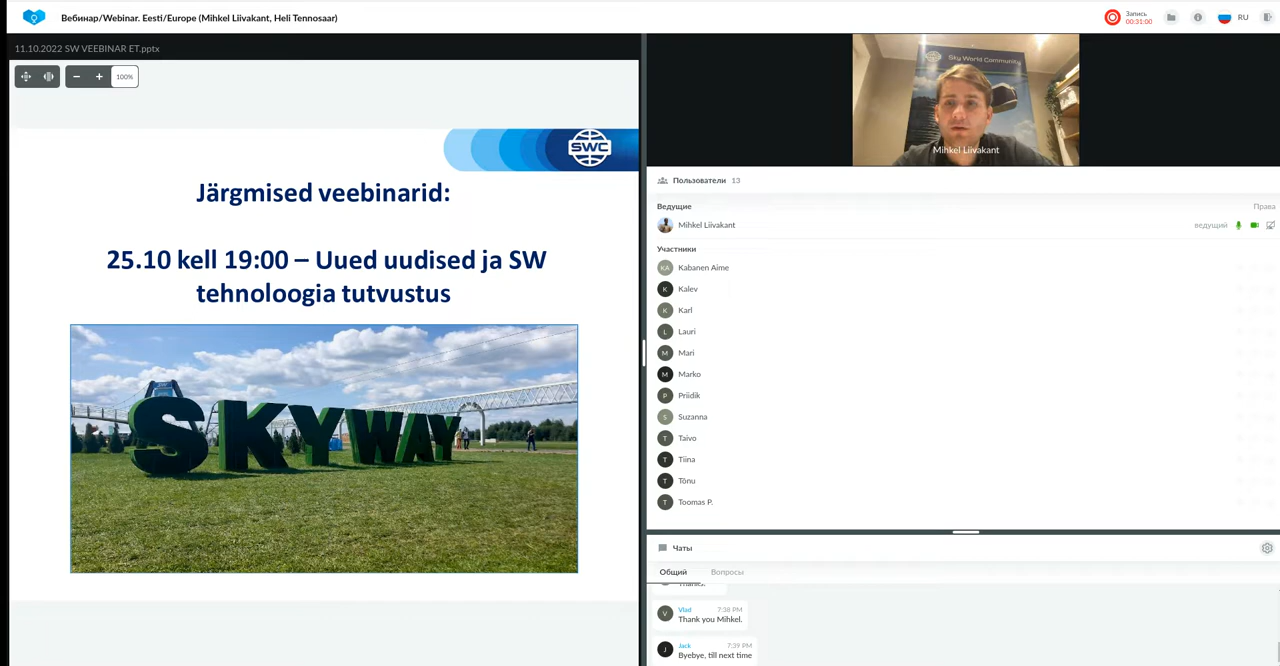 Вебинар/Webinar. Eesti/Europe (Mihkel Liivakant, Heli Tennosaar)
Запись
00:31:00
RU
11.10.2022 SW VEEBINAR ET.pptx
100%
SWC
Järgmised veebinarid:
25.10 kell 19:00 – Uued uudised ja SW
tehnoloogia tutvustus
SKYWAY
Sky World Community
Mihkel Liivakant
Пользователи 13
Ведущие Права
Mihkel Liivakant ведущий
Участники
KA Kabanen Aime
K Kalev
K Karl
L Lauri
M Mari
M Marko
P Priidik
S Suzanna
T Taivo
T Tiina
T Tõnu
T Toomas P.
Чаты
Общий Вопросы
Thanks.
V Vlad 7:38 PM
Thank you Mihkel.
J Jack 7:39 PM
Byebye, till next time